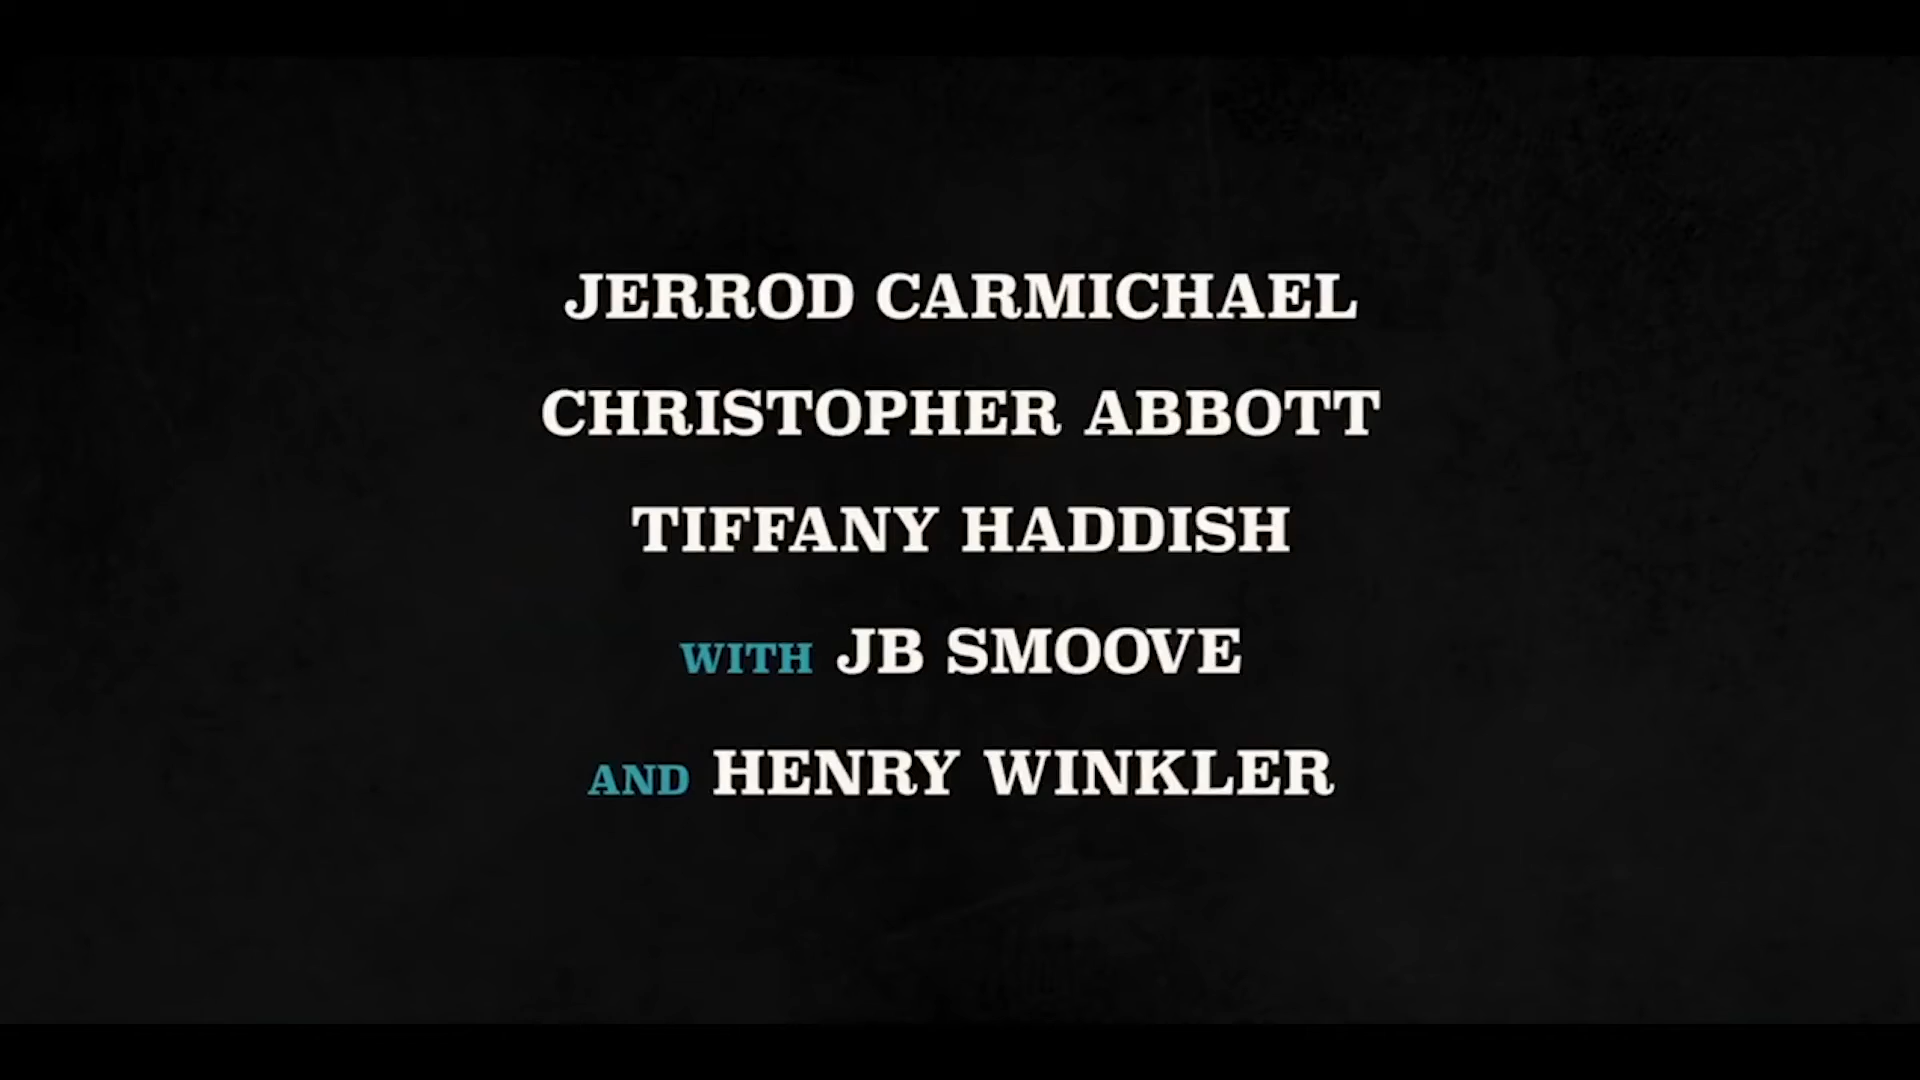 JERROD CARMICHAEL
CHRISTOPHER ABBOTT
TIFFANY HADDISH
WITH JB SMOOVE
AND HENRY WINKLER